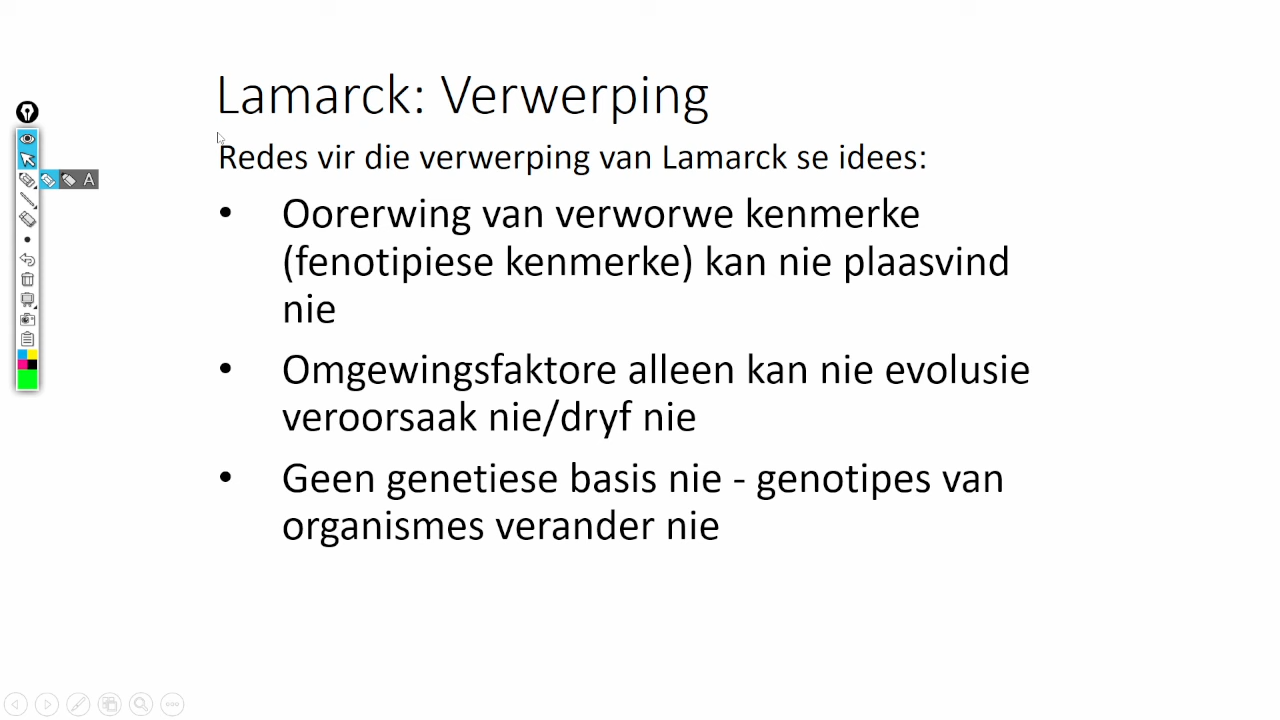 Lamarck: Verwerping
Redes vir die verwerping van Lamarck se idees:
• Oorerwing van verworwe kenmerke
(fenotipiese kenmerke) kan nie plaasvind
nie
• Omgewingsfaktore alleen kan nie evolusie
veroorsaak nie/dryf nie
• Geen genetiese basis nie - genotipes van
organismes verander nie
A